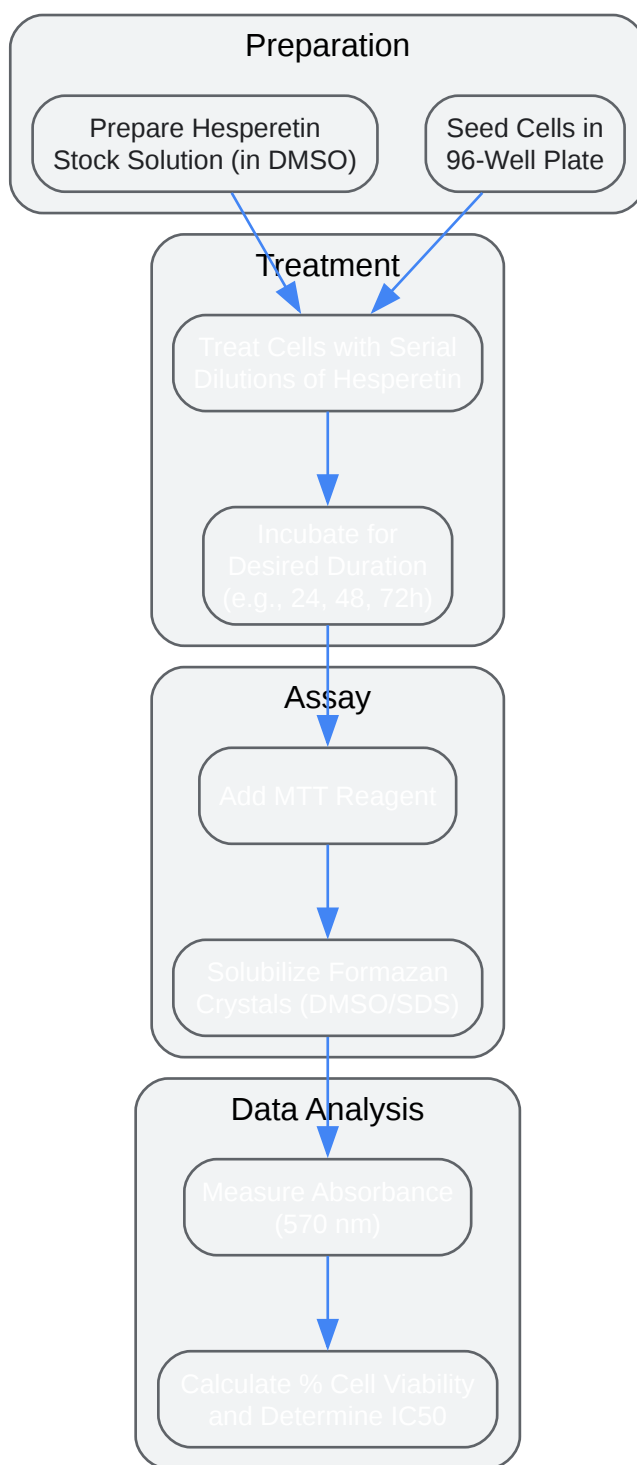 Preparation
Prepare Hesperetin
Stock Solution (in DMSO)
Seed Cells in
96-Well Plate
Treatment
Treat Cells with Serial
Dilutions of Hesperetin
Incubate for
Desired Duration
(e.g., 24, 48, 72h)
Assay
Add MTT Reagent
Solubilize Formazan
Crystals (DMSO/SDS)
Data Analysis
Measure Absorbance
(570 nm)
Calculate % Cell Viability
and Determine IC50